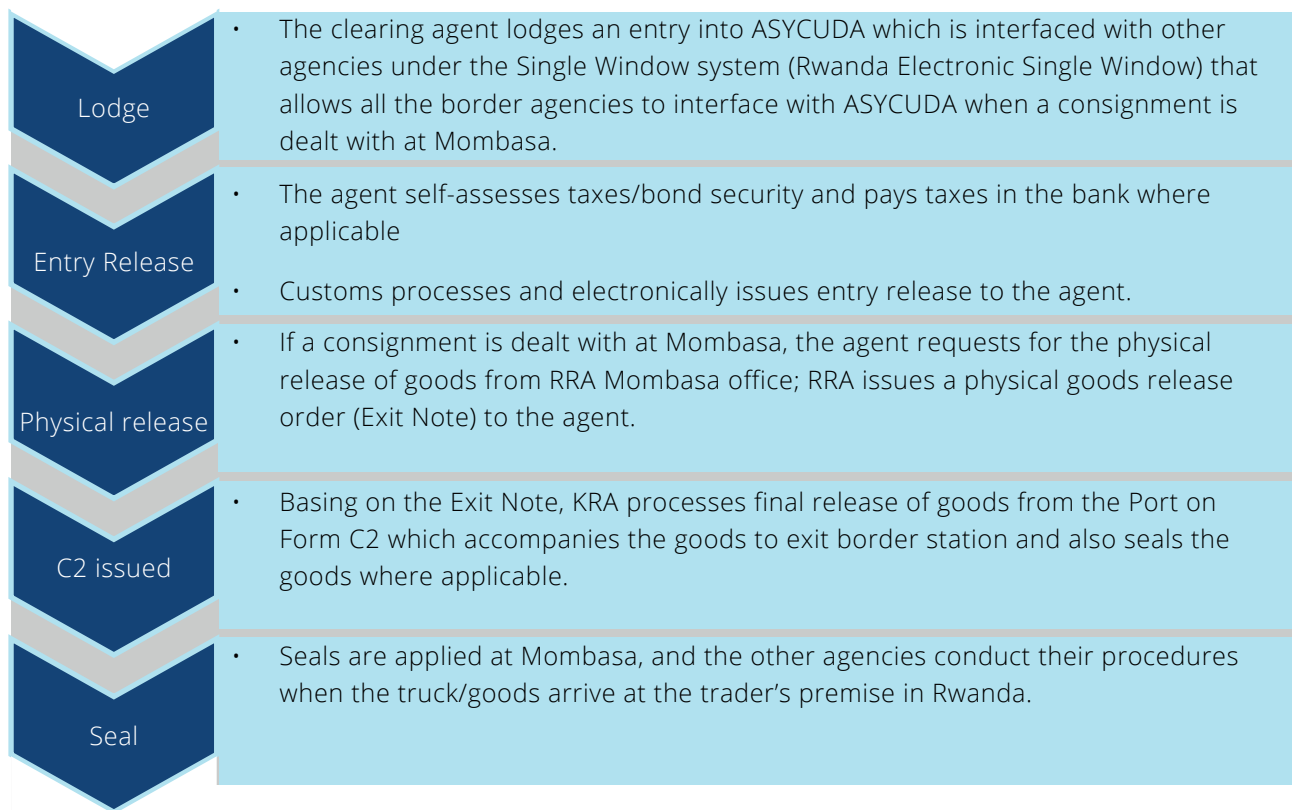 Lodge
• The clearing agent lodges an entry into ASYCUDA which is interfaced with other
agencies under the Single Window system (Rwanda Electronic Single Window) that
allows all the border agencies to interface with ASYCUDA when a consignment is
dealt with at Mombasa.
Entry Release
• The agent self-assesses taxes/bond security and pays taxes in the bank where
applicable
• Customs processes and electronically issues entry release to the agent.
Physical release
• If a consignment is dealt with at Mombasa, the agent requests for the physical
release of goods from RRA Mombasa office; RRA issues a physical goods release
order (Exit Note) to the agent.
C2 issued
• Basing on the Exit Note, KRA processes final release of goods from the Port on
Form C2 which accompanies the goods to exit border station and also seals the
goods where applicable.
Seal
• Seals are applied at Mombasa, and the other agencies conduct their procedures
when the truck/goods arrive at the trader’s premise in Rwanda.